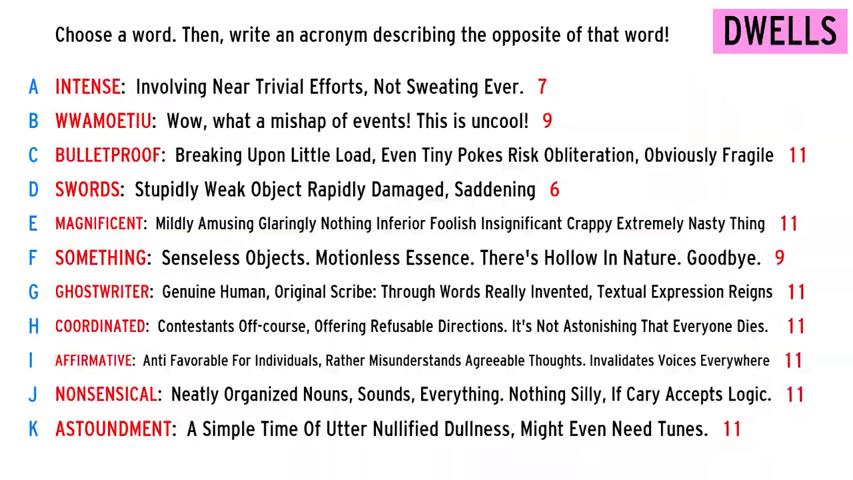 Choose a word. Then, write an acronym describing the opposite of that word!
DWELLS
A INTENSE: Involving Near Trivial Efforts, Not Sweating Ever. 7
B WWAMOETIU: Wow, what a mishap of events! This is uncool! 9
C BULLETPROOF: Breaking Upon Little Load, Even Tiny Pokes Risk Obliteration, Obviously Fragile 11
D SWORDS: Stupidly Weak Object Rapidly Damaged, Saddening 6
E MAGNIFICENT: Mildly Amusing Glaringly Nothing Inferior Foolish Insignificant Crappy Extremely Nasty Thing 11
F SOMETHING: Senseless Objects. Motionless Essence. There's Hollow In Nature. Goodbye. 9
G GHOSTWRITER: Genuine Human, Original Scribe: Through Words Really Invented, Textual Expression Reigns 11
H COORDINATED: Contestants Off-course, Offering Refusable Directions. It's Not Astonishing That Everyone Dies. 11
I AFFIRMATIVE: Anti Favorable For Individuals, Rather Misunderstands Agreeable Thoughts. Invalidates Voices Everywhere 11
J NONSENSICAL: Neatly Organized Nouns, Sounds, Everything. Nothing Silly, If Cary Accepts Logic. 11
K ASTOUNDMENT: A Simple Time Of Utter Nullified Dullness, Might Even Need Tunes. 11